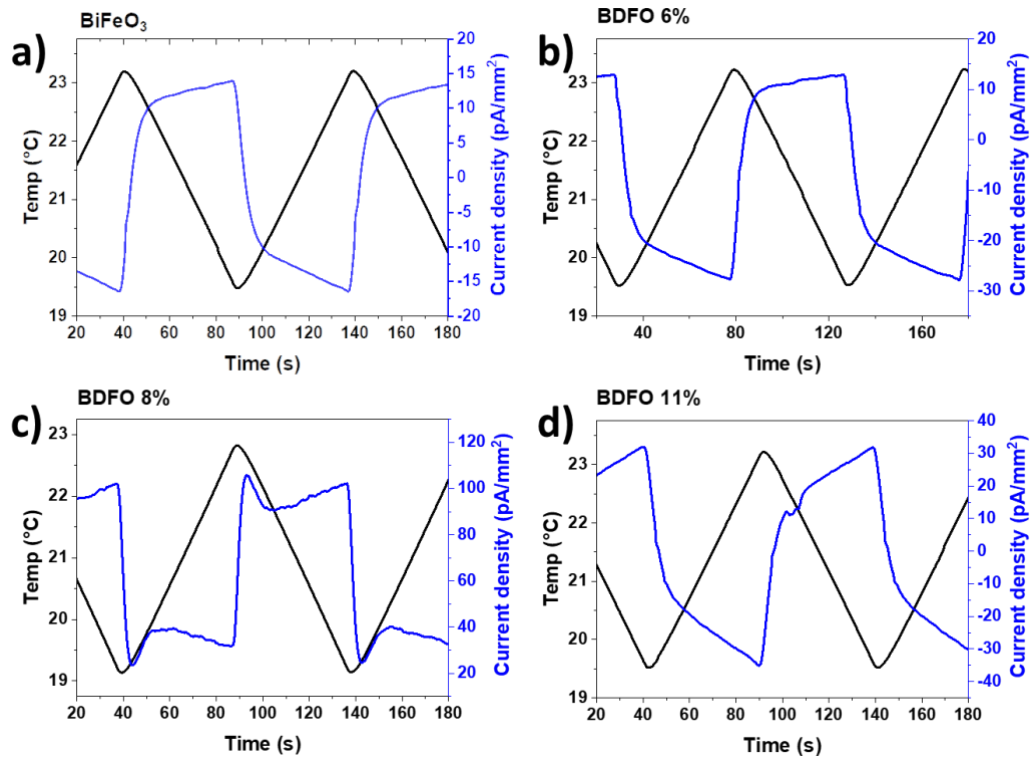 BiFeO3
a)
Temp (°C)
23
22
21
20
19
20
15
10
5
0
-5
-10
-15
-20
Current density (pA/mm2)
20 40 60 80 100 120 140 160 180
Time (s)
BDFO 6%
b)
Temp (°C)
23
22
21
20
19
20
10
0
-10
-20
-30
Current density (pA/mm2)
40 80 120 160
Time (s)
BDFO 8%
c)
Temp (°C)
23
22
21
20
19
120
100
80
60
40
20
Current density (pA/mm2)
20 40 60 80 100 120 140 160 180
Time (s)
BDFO 11%
d)
Temp (°C)
23
22
21
20
19
40
30
20
10
0
-10
-20
-30
-40
Current density (pA/mm2)
20 40 60 80 100 120 140 160 180
Time (s)